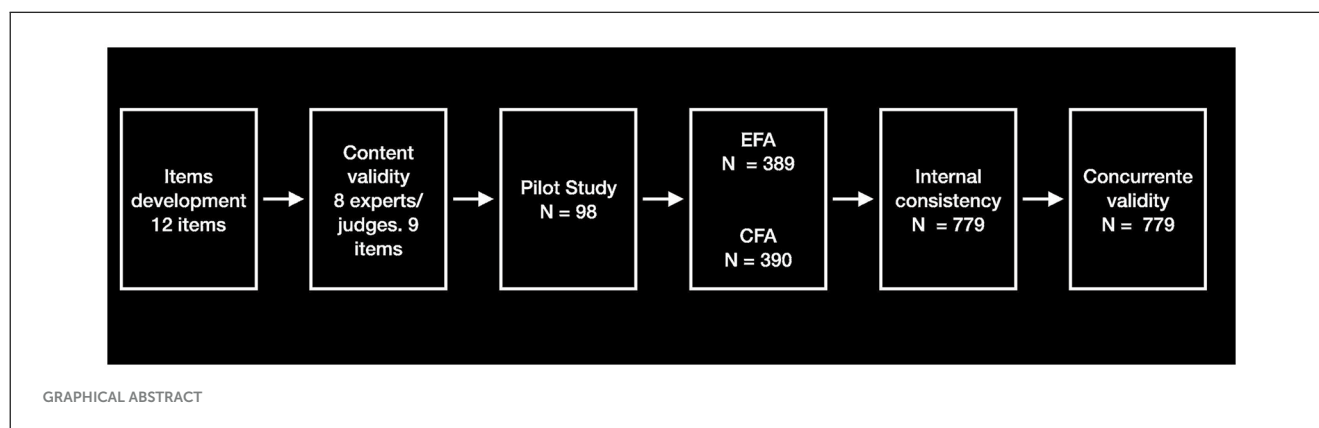 Items
development
12 items
Content
validity
8 experts/
judges. 9
items
Pilot Study
N = 98
EFA
N = 389
CFA
N = 390
Internal
consistency
N = 779
Concurrente
validity
N = 779
GRAPHICAL ABSTRACT